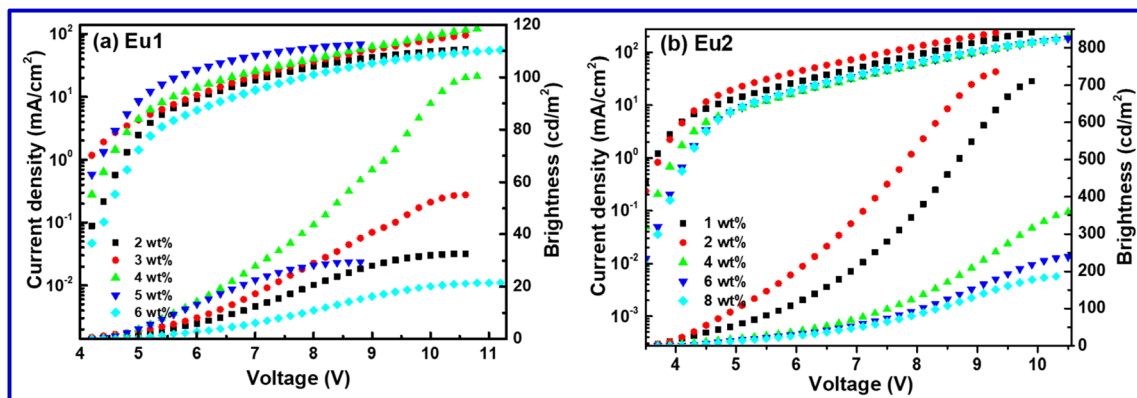 (a) Eu1
Current density (mA/cm²)
10²
10¹
10⁰
10⁻¹
10⁻²
2 wt%
3 wt%
4 wt%
5 wt%
6 wt%
4 5 6 7 8 9 10 11
Voltage (V)
120
100
80
60
40
20
0
Brightness (cd/m²)
(b) Eu2
Current density (mA/cm²)
10²
10¹
10⁰
10⁻¹
10⁻²
10⁻³
1 wt%
2 wt%
4 wt%
6 wt%
8 wt%
4 5 6 7 8 9 10
Voltage (V)
800
700
600
500
400
300
200
100
0
Brightness (cd/m²)